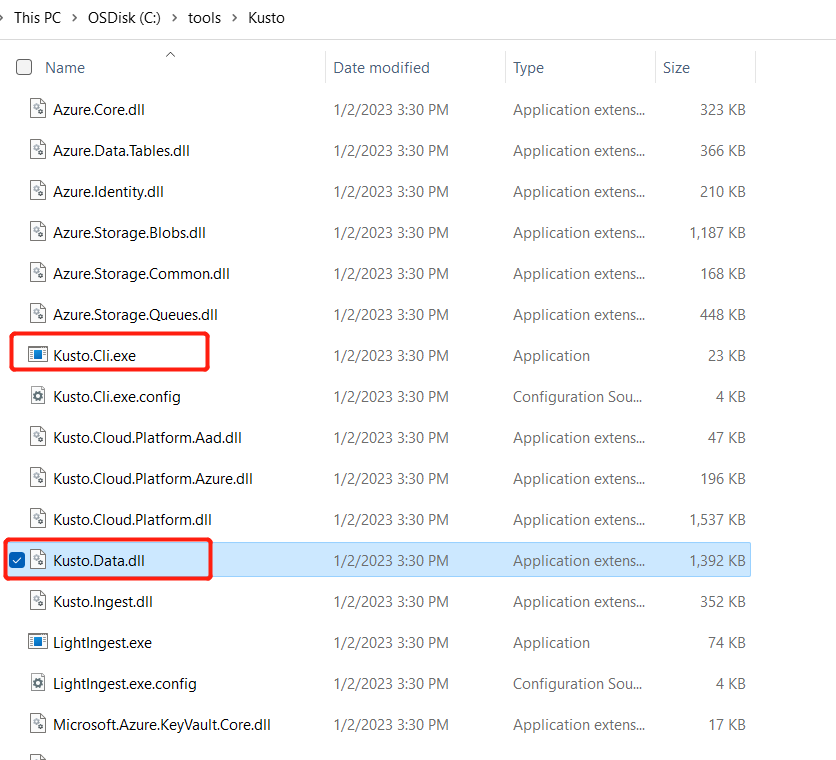 This PC > OSDisk (C:) > tools > Kusto
Name Date modified Type Size
Azure.Core.dll 1/2/2023 3:30 PM Application extens... 323 KB
Azure.Data.Tables.dll 1/2/2023 3:30 PM Application extens... 366 KB
Azure.Identity.dll 1/2/2023 3:30 PM Application extens... 210 KB
Azure.Storage.Blobs.dll 1/2/2023 3:30 PM Application extens... 1,187 KB
Azure.Storage.Common.dll 1/2/2023 3:30 PM Application extens... 168 KB
Azure.Storage.Queues.dll 1/2/2023 3:30 PM Application extens... 448 KB
Kusto.Cli.exe 1/2/2023 3:30 PM Application 23 KB
Kusto.Cli.exe.config 1/2/2023 3:30 PM Configuration Sou... 4 KB
Kusto.Cloud.Platform.Aad.dll 1/2/2023 3:30 PM Application extens... 47 KB
Kusto.Cloud.Platform.Azure.dll 1/2/2023 3:30 PM Application extens... 196 KB
Kusto.Cloud.Platform.dll 1/2/2023 3:30 PM Application extens... 1,537 KB
Kusto.Data.dll 1/2/2023 3:30 PM Application extens... 1,392 KB
Kusto.Ingest.dll 1/2/2023 3:30 PM Application extens... 352 KB
LightIngest.exe 1/2/2023 3:30 PM Application 74 KB
LightIngest.exe.config 1/2/2023 3:30 PM Configuration Sou... 4 KB
Microsoft.Azure.KeyVault.Core.dll 1/2/2023 3:30 PM Application extens... 17 KB